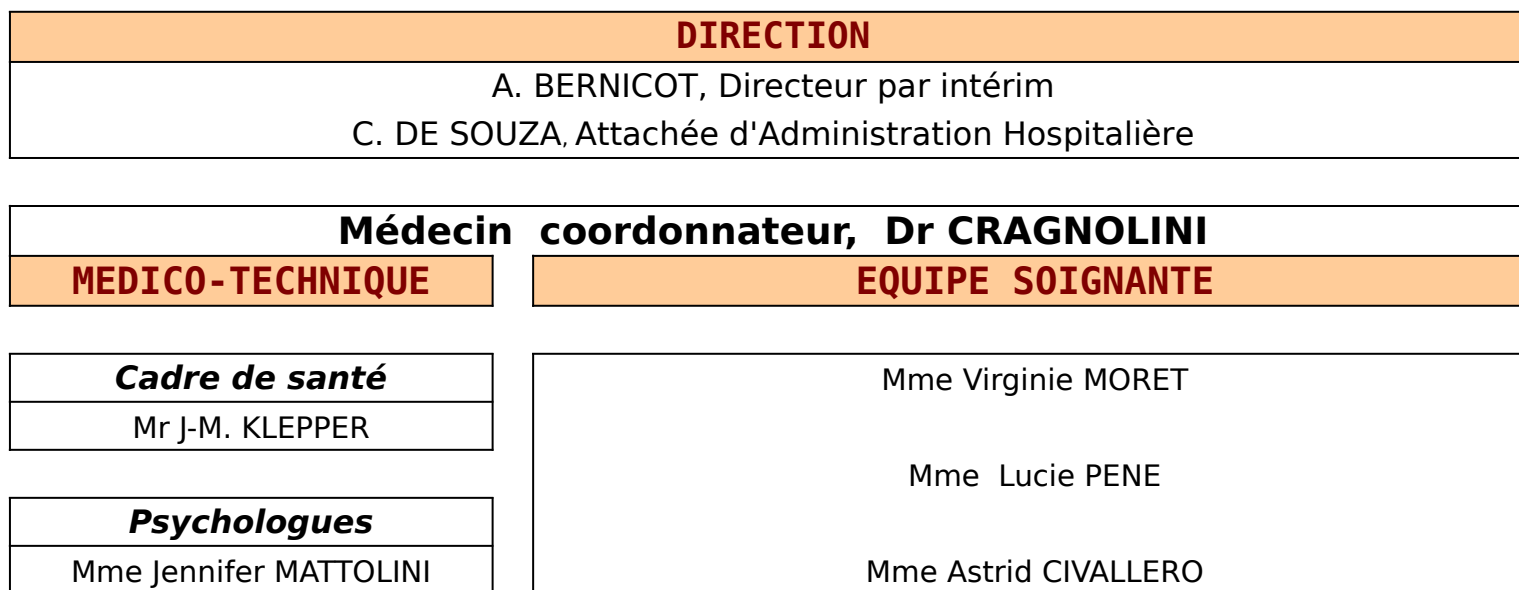 DIRECTION
A. BERNICOT, Directeur par intérim
C. DE SOUZA, Attachée d'Administration Hospitalière
Médecin coordonnateur, Dr CRAGNOLINI
MEDICO-TECHNIQUE
EQUIPE SOIGNANTE
Cadre de santé
Mr J-M. KLEPPER
Psychologues
Mme Jennifer MATTOLINI
Mme Virginie MORET
Mme Lucie PENE
Mme Astrid CIVALLERO